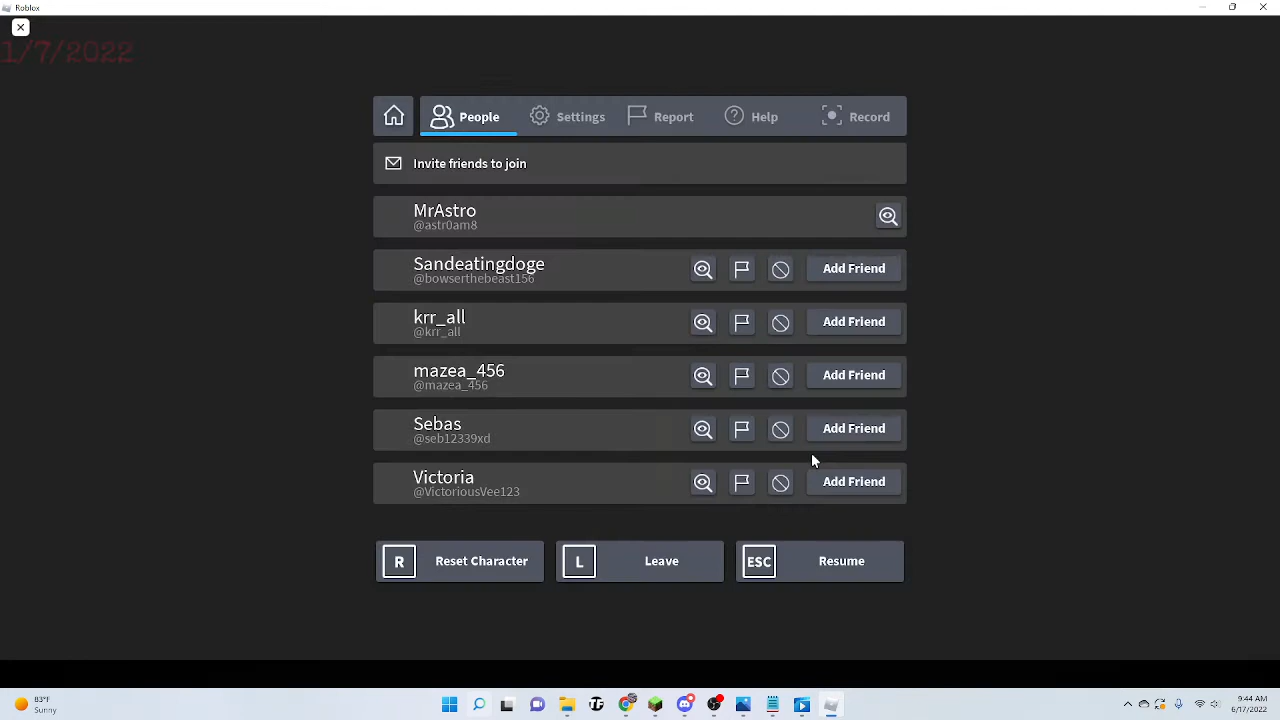 Roblox
1/7/2022
People
Settings
Report
Help
Record
Invite friends to join
MrAstro
@astr0am8
Sandeatingdoge
@bowserthebeast156
Add Friend
krr_all
@krr_all
Add Friend
mazea_456
@mazea_456
Add Friend
Sebas
@seb12339xd
Add Friend
Victoria
@VictoriousVee123
Add Friend
R
Reset Character
L
Leave
ESC
Resume
83°F
Sunny
9:44 AM
6/17/2022